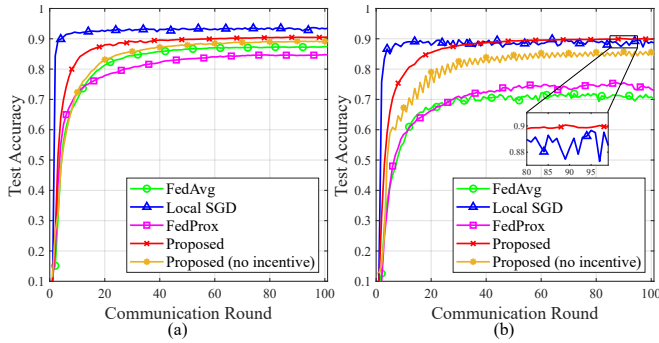 1
0.9
0.8
0.7
0.6
0.5
0.4
0.3
0.2
0.1
Test Accuracy
0 20 40 60 80 100
Communication Round
FedAvg
Local SGD
FedProx
Proposed
Proposed (no incentive)
(a)
1
0.9
0.8
0.7
0.6
0.5
0.4
0.3
0.2
0.1
Test Accuracy
0 20 40 60 80 100
Communication Round
0.9
0.88
80 85 90 95
FedAvg
Local SGD
FedProx
Proposed
Proposed (no incentive)
(b)